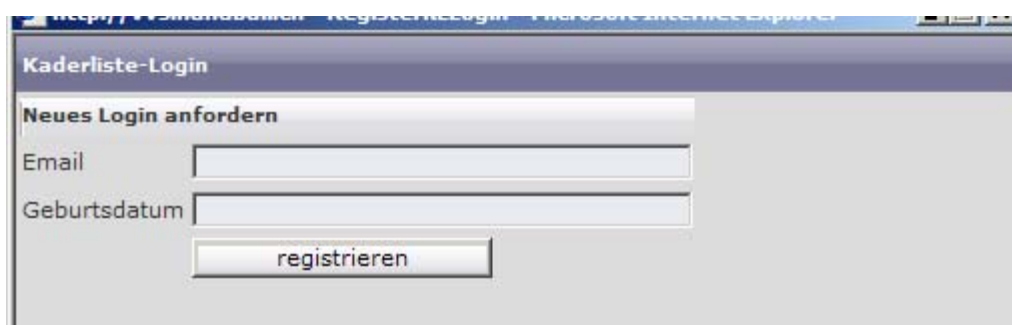 Kaderliste-Login
Neues Login anfordern
Email
Geburtsdatum
registrieren